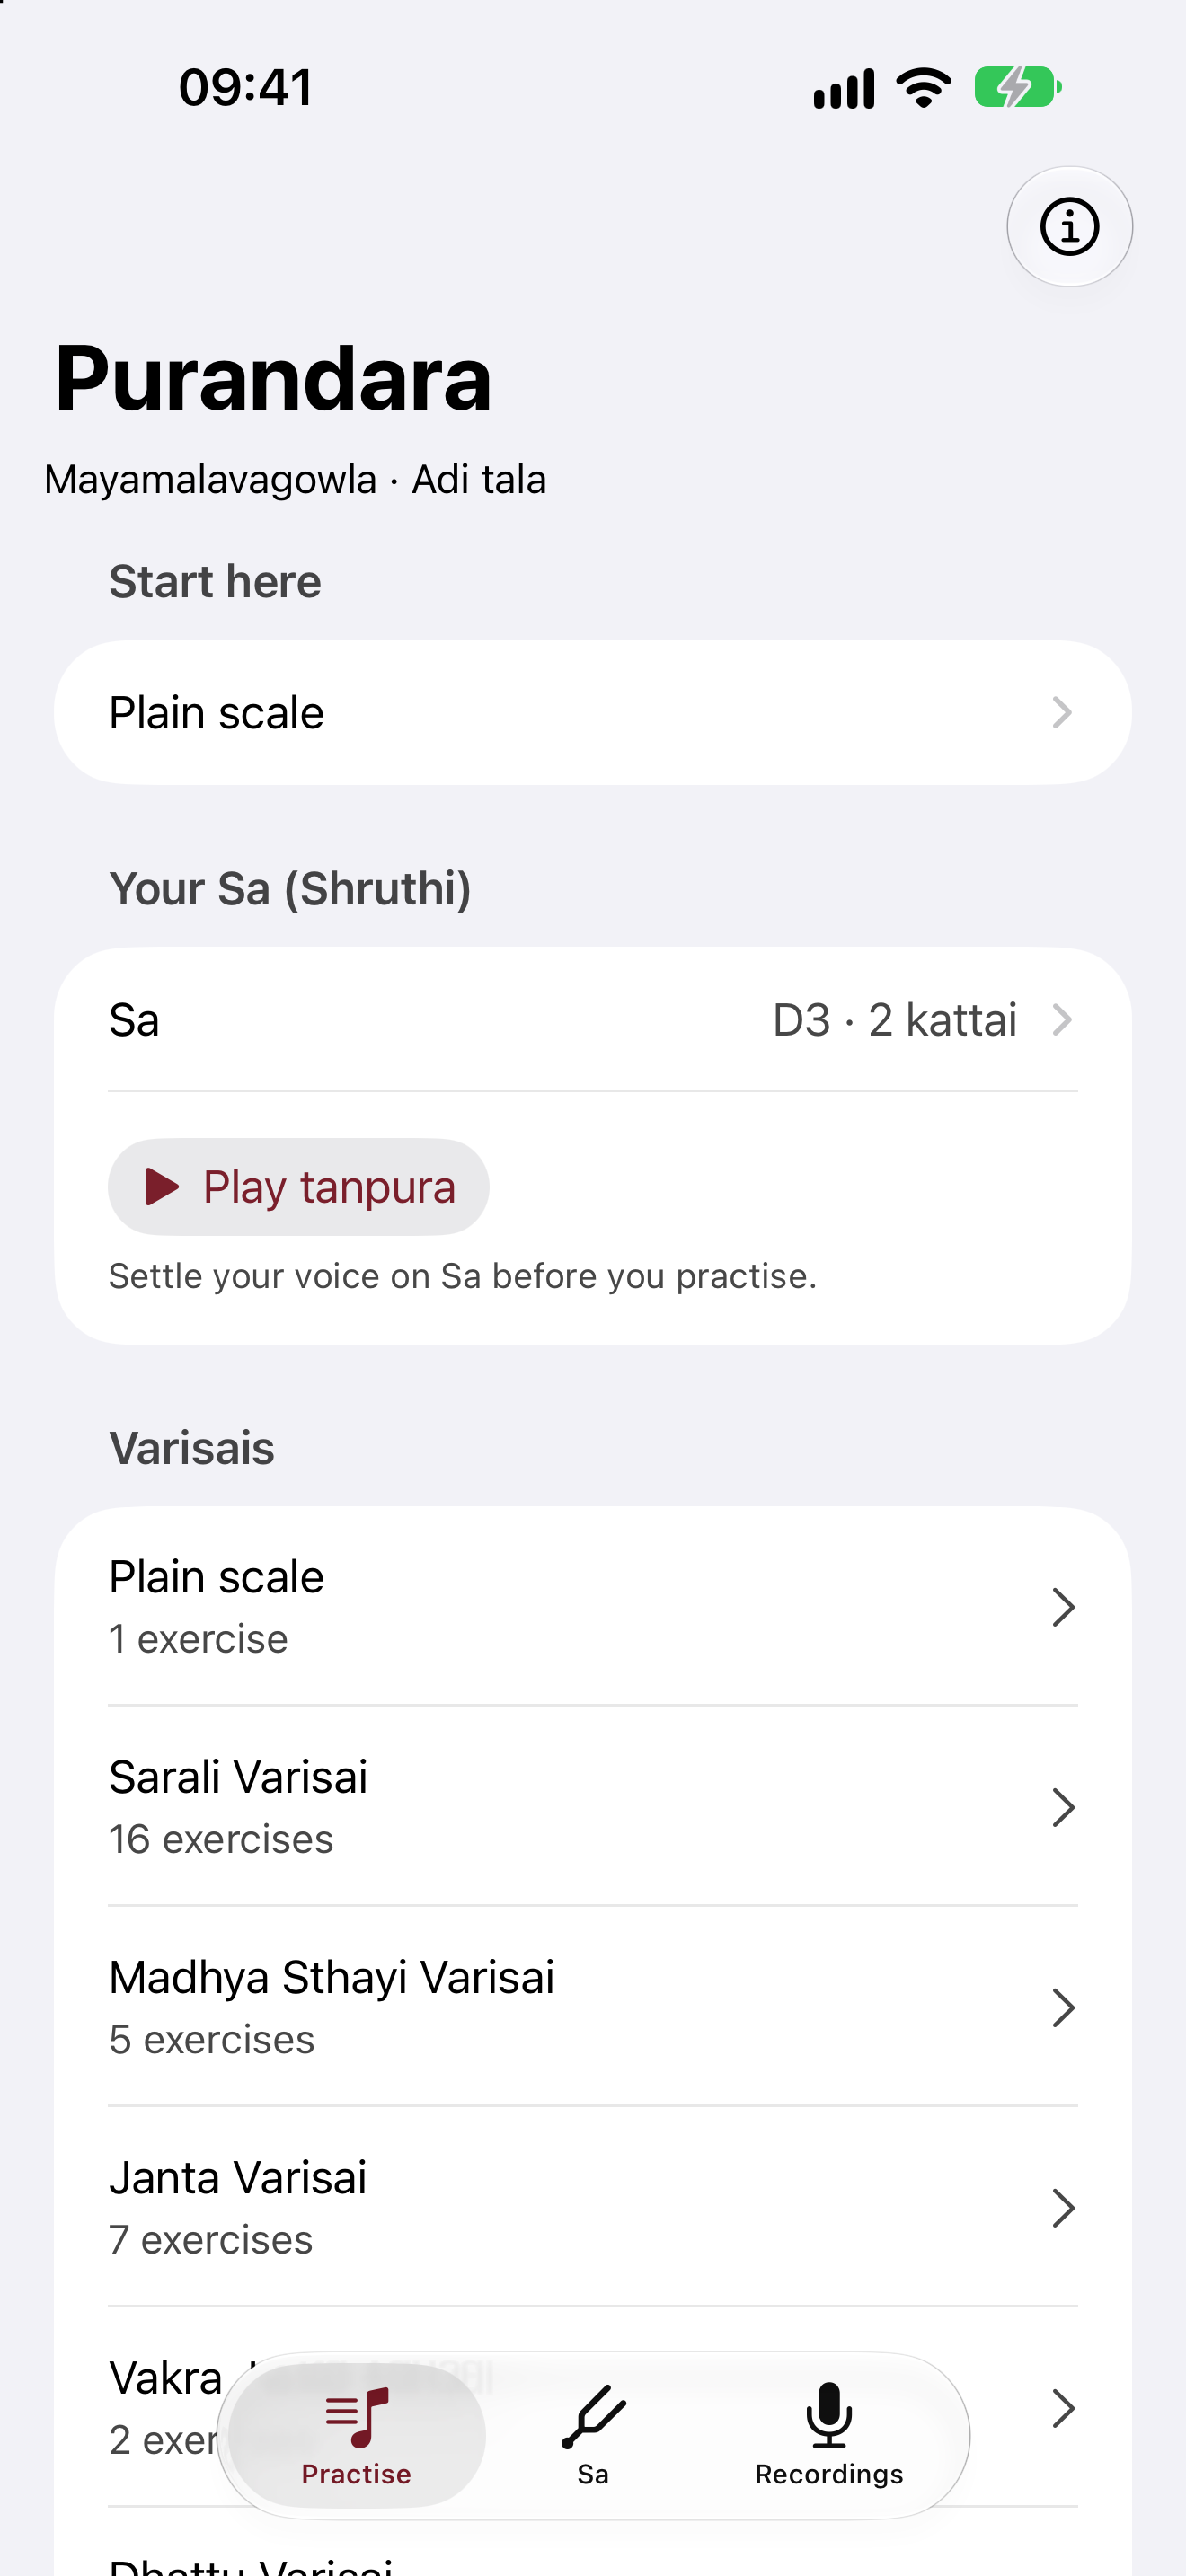 09:41
Purandara
Mayamalavagowla · Adi tala
Start here
Plain scale
Your Sa (Shruthi)
Sa D3 · 2 kattai
Play tanpura
Settle your voice on Sa before you practise.
Varisais
Plain scale
1 exercise
Sarali Varisai
16 exercises
Madhya Sthayi Varisai
5 exercises
Janta Varisai
7 exercises
Vakra
2
Practise Sa Recordings